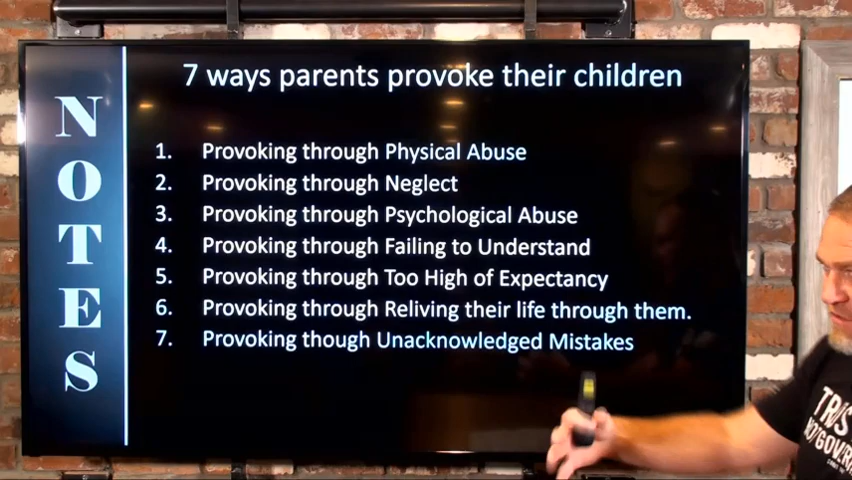 NOTES
7 ways parents provoke their children
1. Provoking through Physical Abuse
2. Provoking through Neglect
3. Provoking through Psychological Abuse
4. Provoking through Failing to Understand
5. Provoking through Too High of Expectancy
6. Provoking through Reliving their life through them.
7. Provoking though Unacknowledged Mistakes